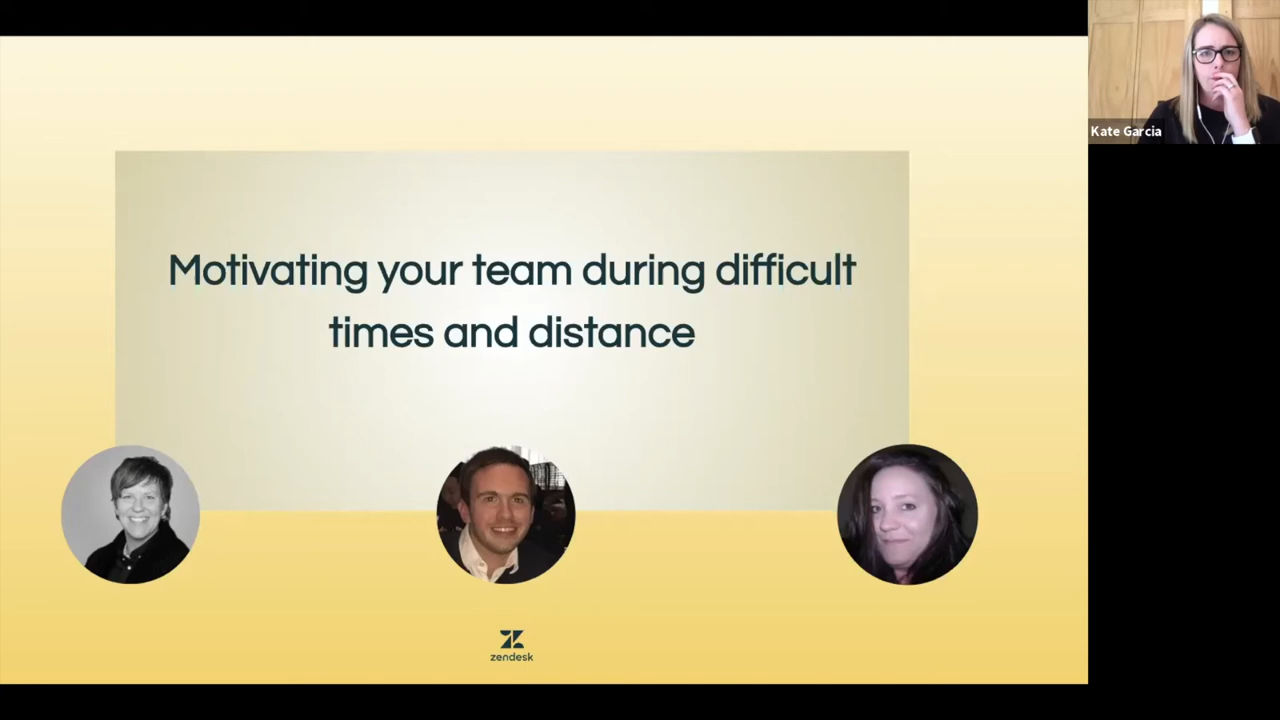 Kate Garcia
Motivating your team during difficult
times and distance
zendesk